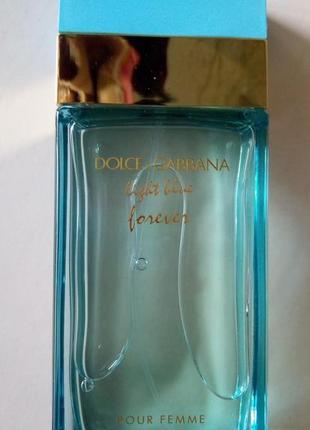 DOLCE & GABBANA
light blue
forever
POUR FEMME